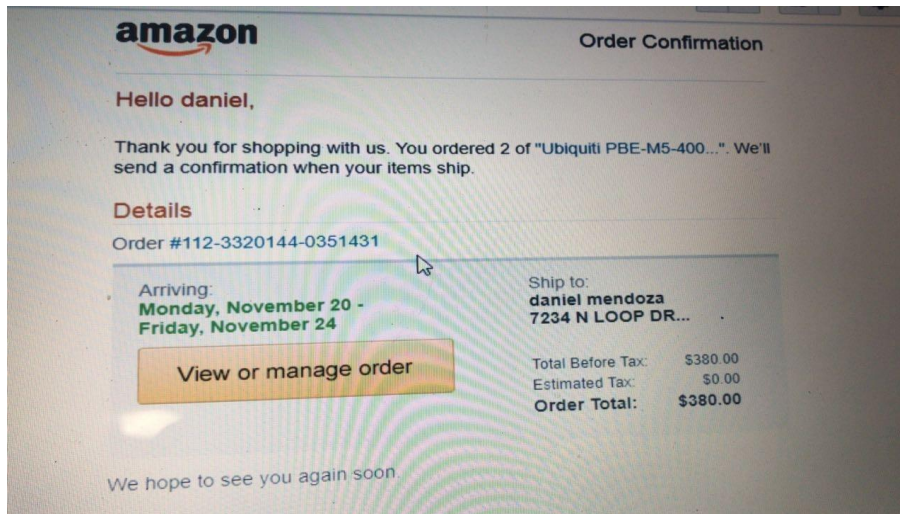 amazon
Order Confirmation
Hello daniel,
Thank you for shopping with us. You ordered 2 of "Ubiquiti PBE-M5-400...". We'll
send a confirmation when your items ship.
Details
Order #112-3320144-0351431
Arriving:
Monday, November 20 -
Friday, November 24
View or manage order
Ship to:
daniel mendoza
7234 N LOOP DR...
Total Before Tax: $380.00
Estimated Tax: $0.00
Order Total: $380.00
We hope to see you again soon.